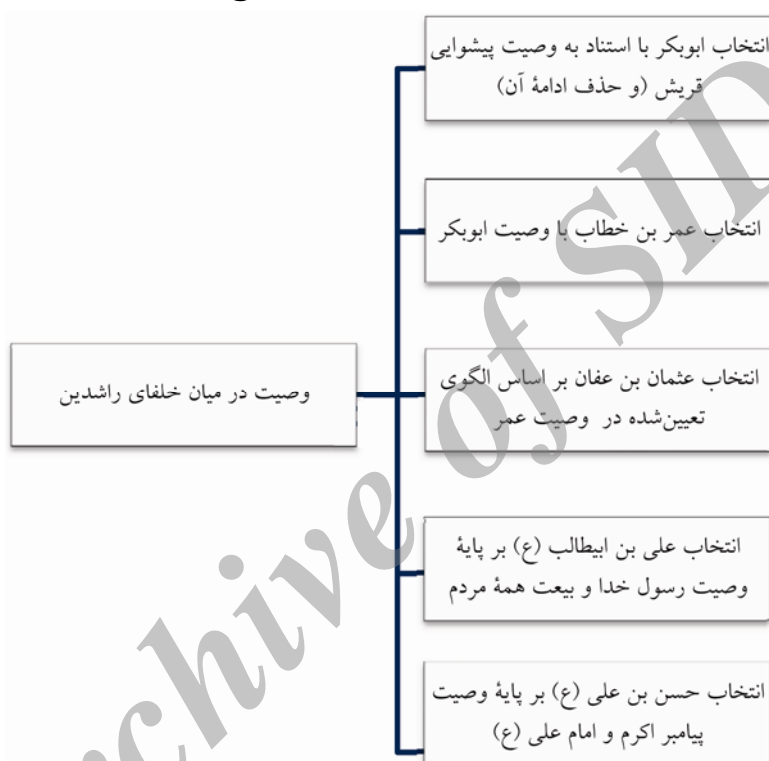 انتخاب ابوبکر با استناد به وصیت پیشوایی
قریش (و حذف ادامهٔ آن)
انتخاب عمر بن خطاب با وصیت ابوبکر
انتخاب عثمان بن عفان بر اساس الگوی
تعیین‌شده در وصیت عمر
وصیت در میان خلفای راشدین
انتخاب علی بن ابیطالب (ع) بر پایهٔ
وصیت رسول خدا و بیعت همهٔ مردم
انتخاب حسن بن علی (ع) بر پایهٔ وصیت
پیامبر اکرم و امام علی (ع)
Archive of SID